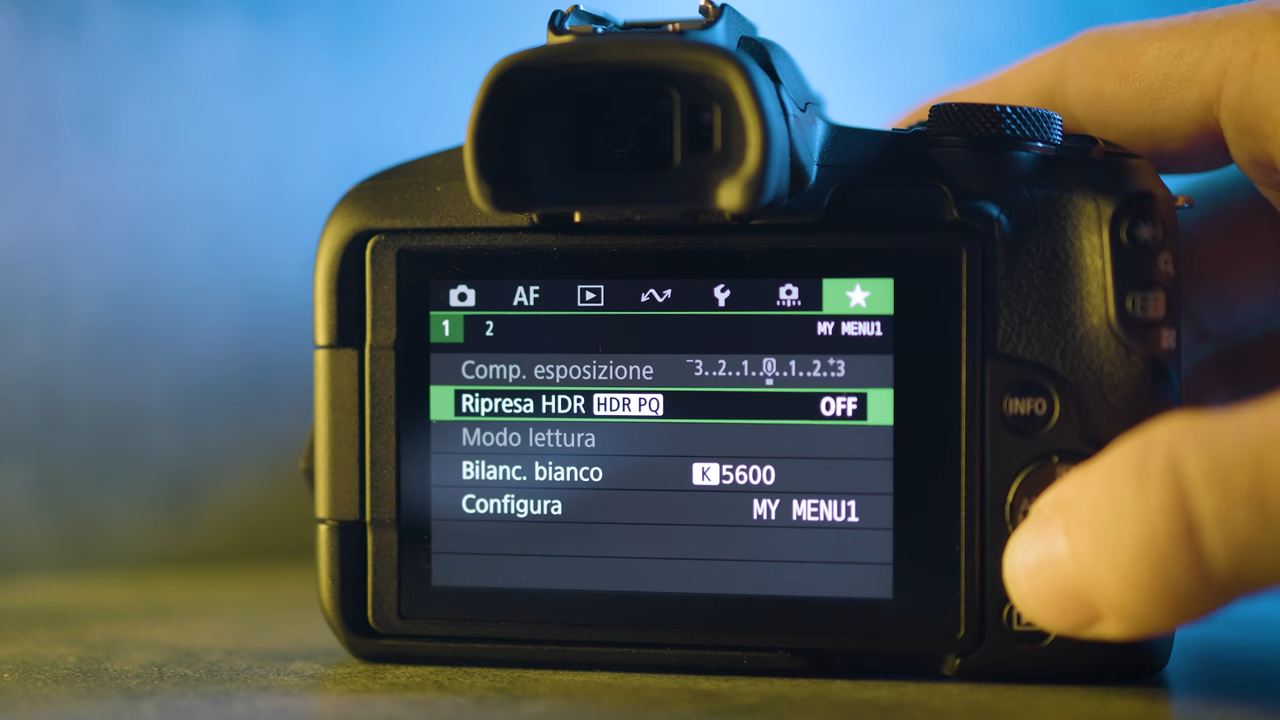 AF
1 2 MY MENU1
Comp. esposizione -3..2..1..0..1..2..+3
Ripresa HDR HDR PQ OFF
Modo lettura
Bilanc. bianco K 5600
Configura MY MENU1
INFO